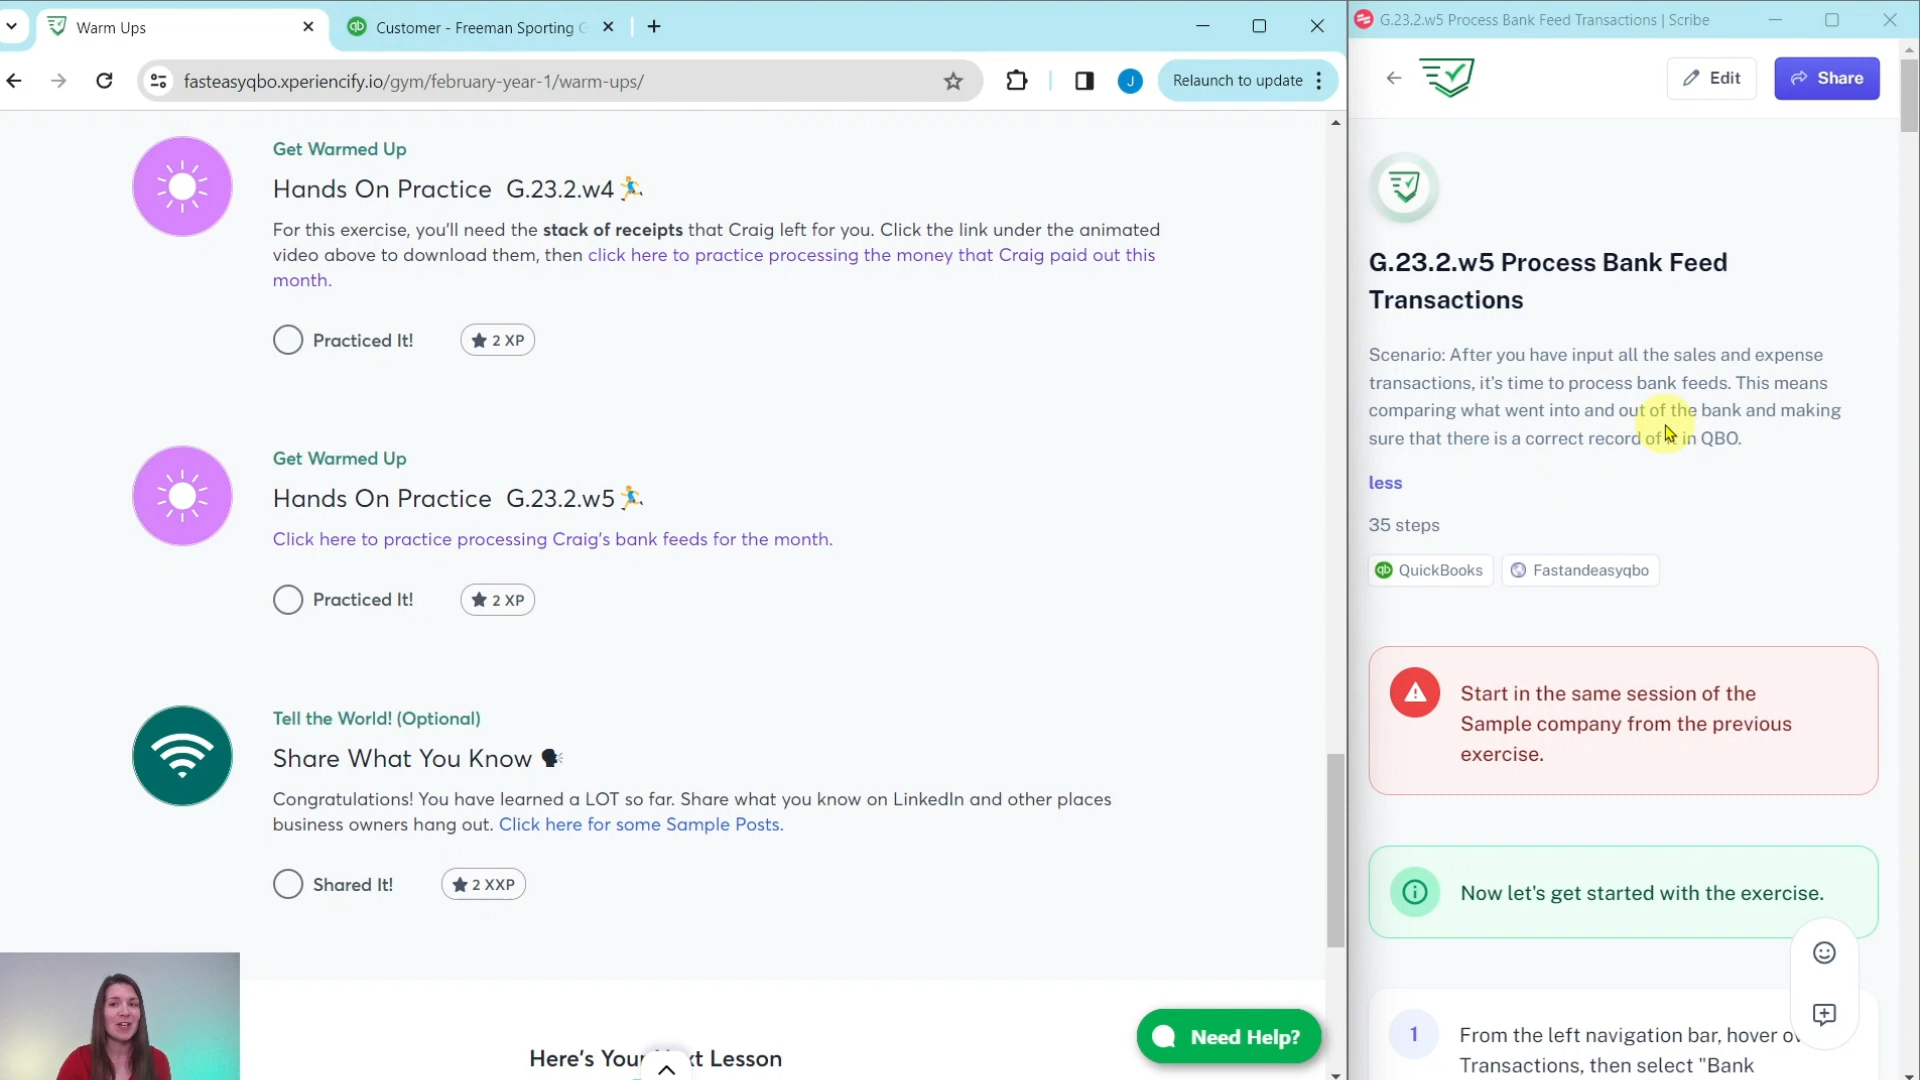 Warm Ups
Customer - Freeman Sporting G
fasteasyqbo.xperiencify.io/gym/february-year-1/warm-ups/
J
Relaunch to update
Get Warmed Up
Hands On Practice G.23.2.w4
For this exercise, you'll need the stack of receipts that Craig left for you. Click the link under the animated
video above to download them, then click here to practice processing the money that Craig paid out this
month.
Practiced It!
2 XP
Get Warmed Up
Hands On Practice G.23.2.w5
Click here to practice processing Craig's bank feeds for the month.
Practiced It!
2 XP
Tell the World! (Optional)
Share What You Know
Congratulations! You have learned a LOT so far. Share what you know on LinkedIn and other places
business owners hang out. Click here for some Sample Posts.
Shared It!
2 XXP
Here's Your Next Lesson
Need Help?
G.23.2.w5 Process Bank Feed Transactions | Scribe
Edit
Share
G.23.2.w5 Process Bank Feed
Transactions
Scenario: After you have input all the sales and expense
transactions, it's time to process bank feeds. This means
comparing what went into and out of the bank and making
sure that there is a correct record of it in QBO.
less
35 steps
qb QuickBooks
Fastandeasyqbo
Start in the same session of the
Sample company from the previous
exercise.
Now let's get started with the exercise.
1
From the left navigation bar, hover ov
Transactions, then select "Bank